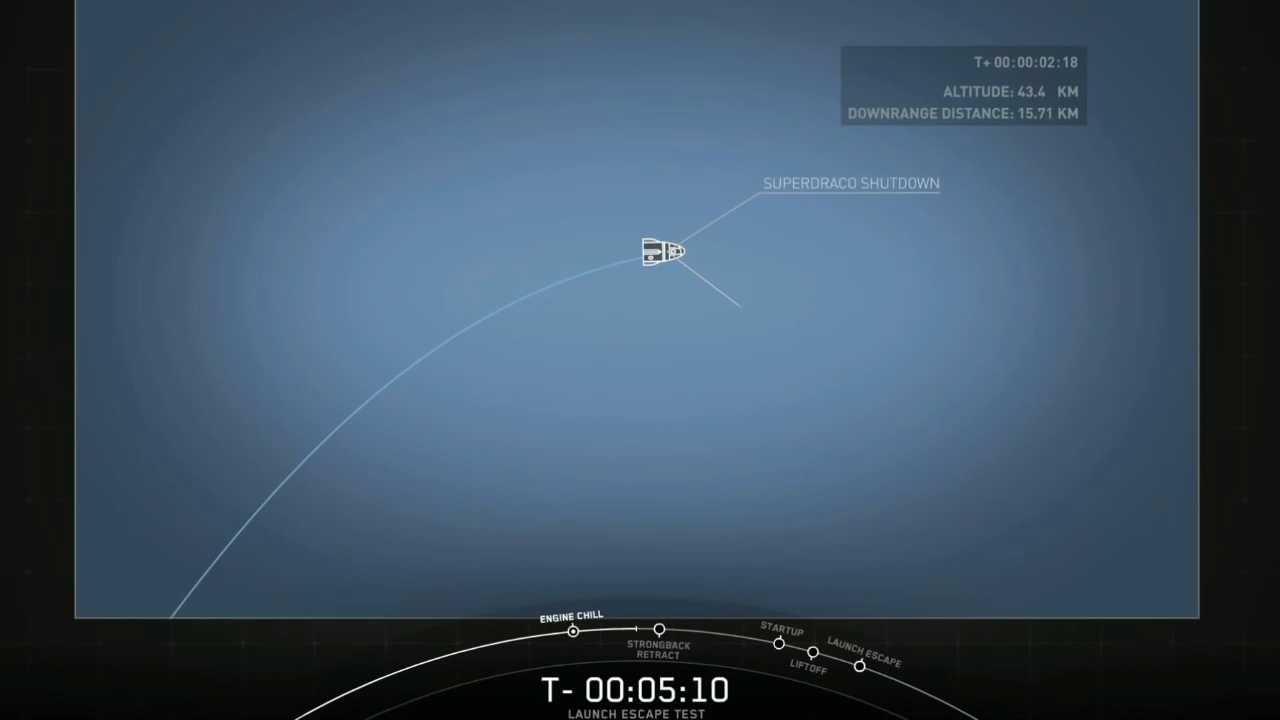 T+ 00:00:02:18
ALTITUDE: 43.4 KM
DOWNRANGE DISTANCE: 15.71 KM
SUPERDRACO SHUTDOWN
ENGINE CHILL
STRONGBACK
RETRACT
STARTUP
LIFTOFF
LAUNCH ESCAPE
T- 00:05:10
LAUNCH ESCAPE TEST